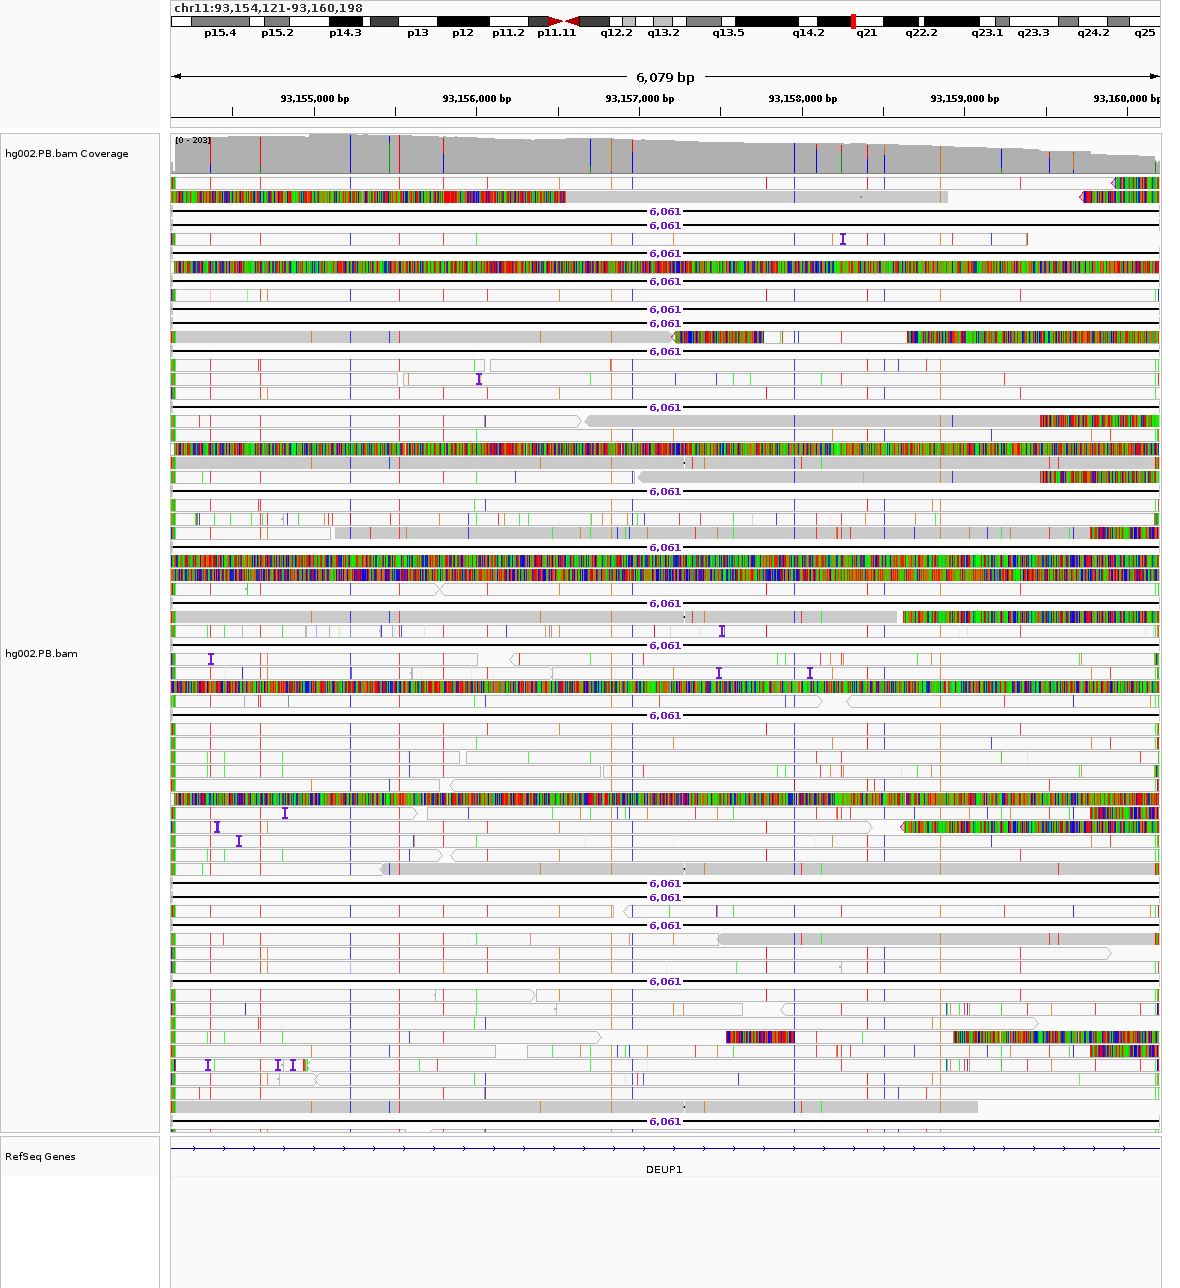 chr11:93,154,121-93,160,198
p15.4 p15.2 p14.3 p13 p12 p11.2 p11.11 q12.2 q13.2 q13.5 q14.2 q21 q22.2 q23.1 q23.3 q24.2 q25
6,079 bp
93,155,000 bp 93,156,000 bp 93,157,000 bp 93,158,000 bp 93,159,000 bp 93,160,000 bp
[0 - 203]
hg002.PB.bam Coverage
6,061
6,061
6,061
6,061
6,061
6,061
6,061
6,061
6,061
6,061
6,061
6,061
hg002.PB.bam
6,061
6,061
6,061
6,061
6,061
6,061
RefSeq Genes
DEUP1